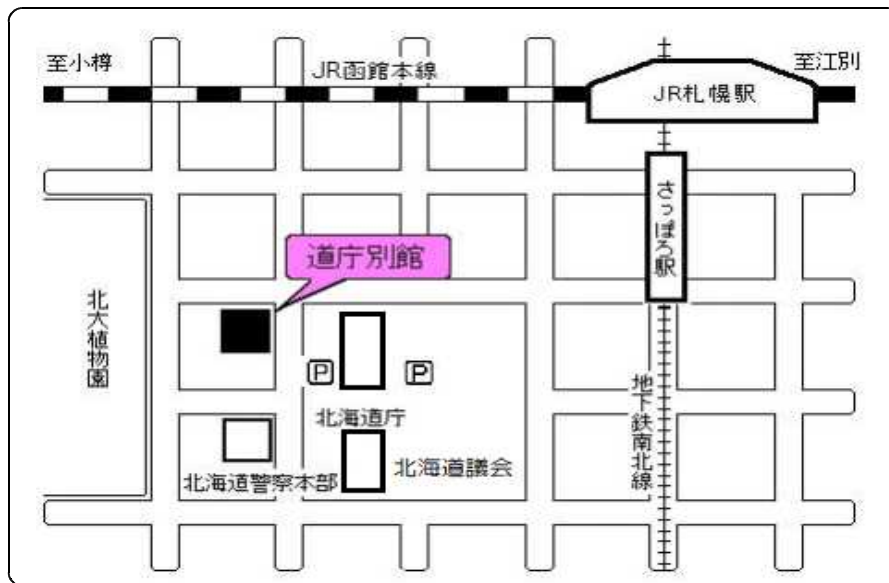 至小樽
JR函館本線
至江別
JR札幌駅
さっぽろ駅
道庁別館
北大植物園
P
P
北海道庁
地下鉄南北線
北海道議会
北海道警察本部